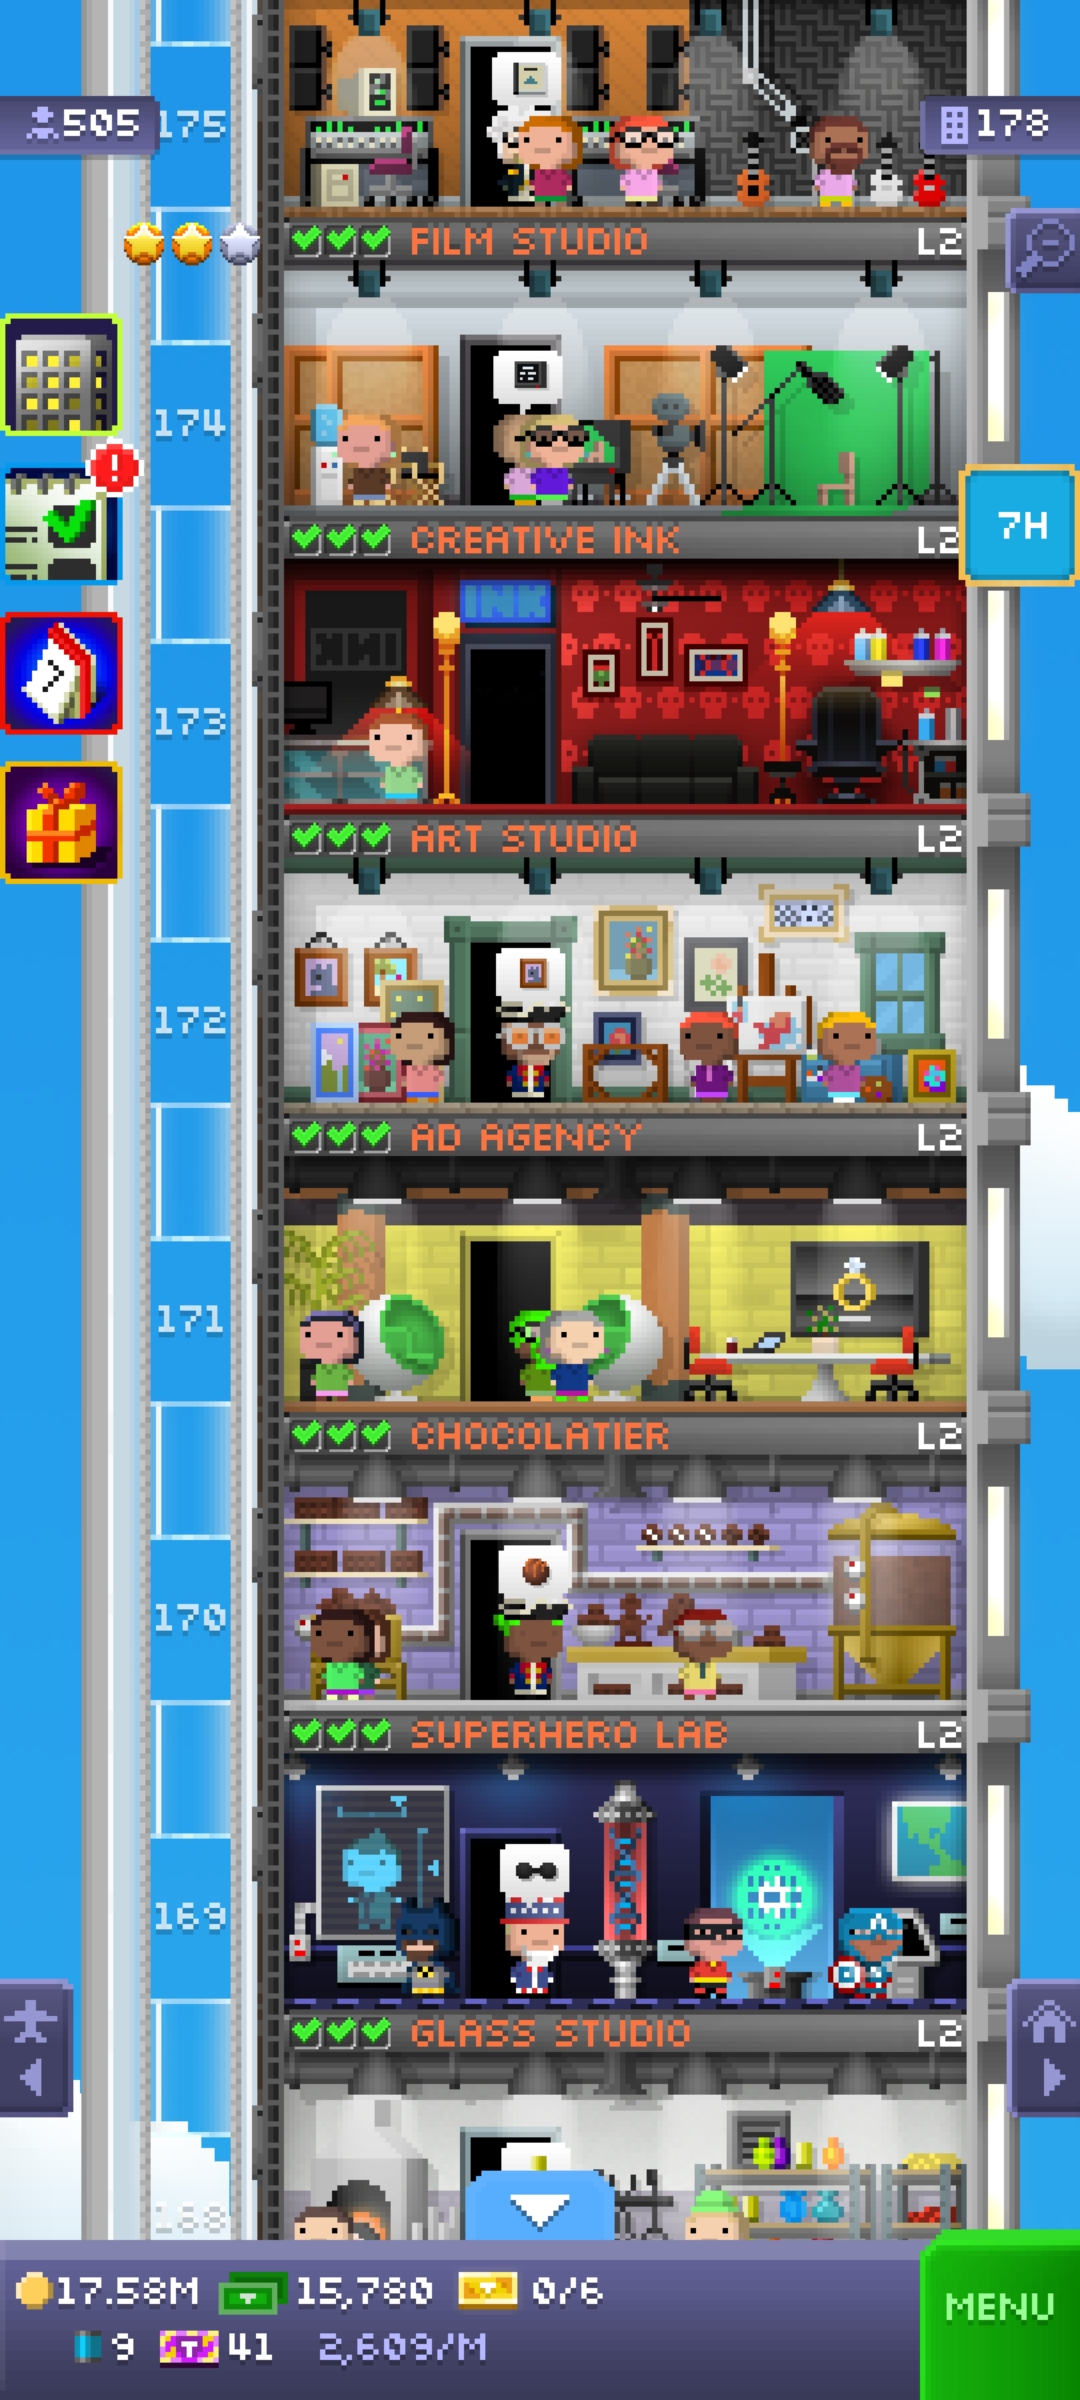 505
175
178
FILM STUDIO L2
174
CREATIVE INK L2
7H
INK
173
ART STUDIO L2
172
AD AGENCY L2
171
CHOCOLATIER L2
170
SUPERHERO LAB L2
169
GLASS STUDIO L2
168
17.58M 15,780 0/6
MENU
9 41 2,609/M